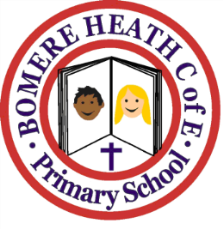 · BOMERE HEATH C of E ·
Primary School